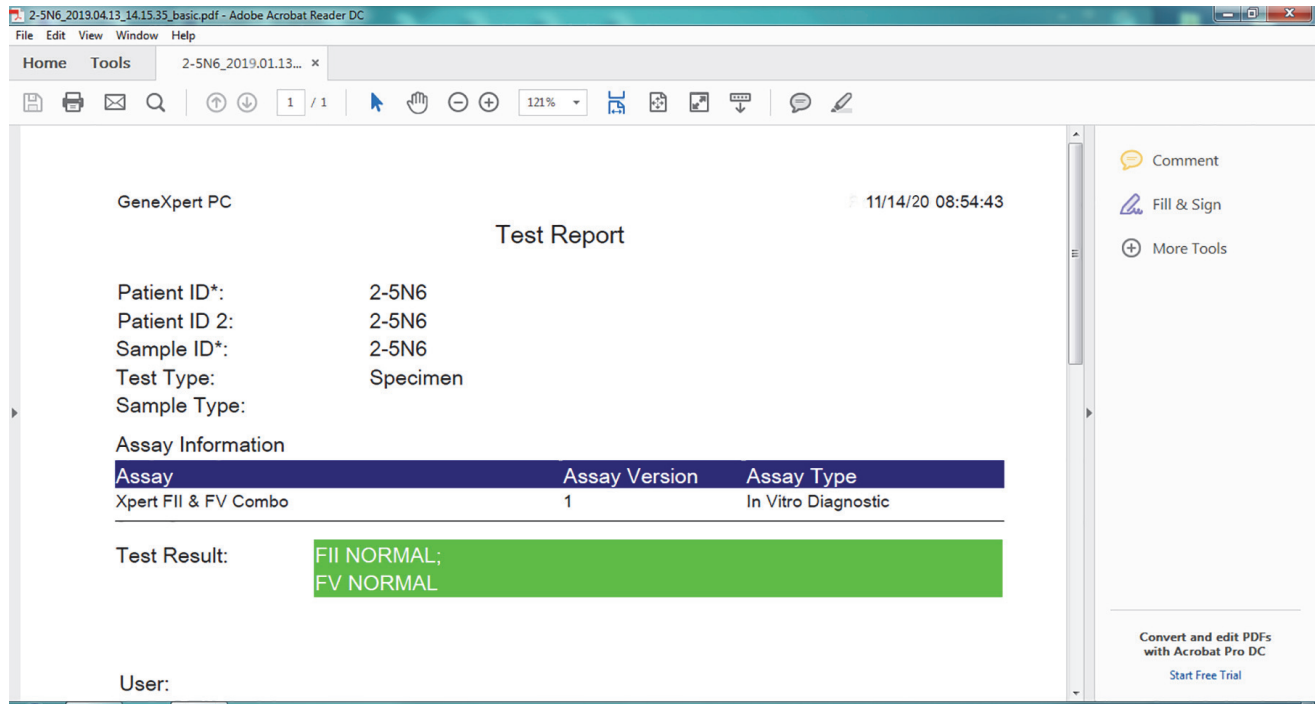 2-5N6_2019.04.13_14.15.35_basic.pdf - Adobe Acrobat Reader DC
File Edit View Window Help
Home Tools 2-5N6_2019.01.13... ×
1 / 1 121%
Comment
Fill & Sign
More Tools
GeneXpert PC 11/14/20 08:54:43
Test Report
Patient ID*: 2-5N6
Patient ID 2: 2-5N6
Sample ID*: 2-5N6
Test Type: Specimen
Sample Type:
Assay Information
Assay Assay Version Assay Type
Xpert FII & FV Combo 1 In Vitro Diagnostic
Test Result: FII NORMAL;
FV NORMAL
User:
Convert and edit PDFs
with Acrobat Pro DC
Start Free Trial